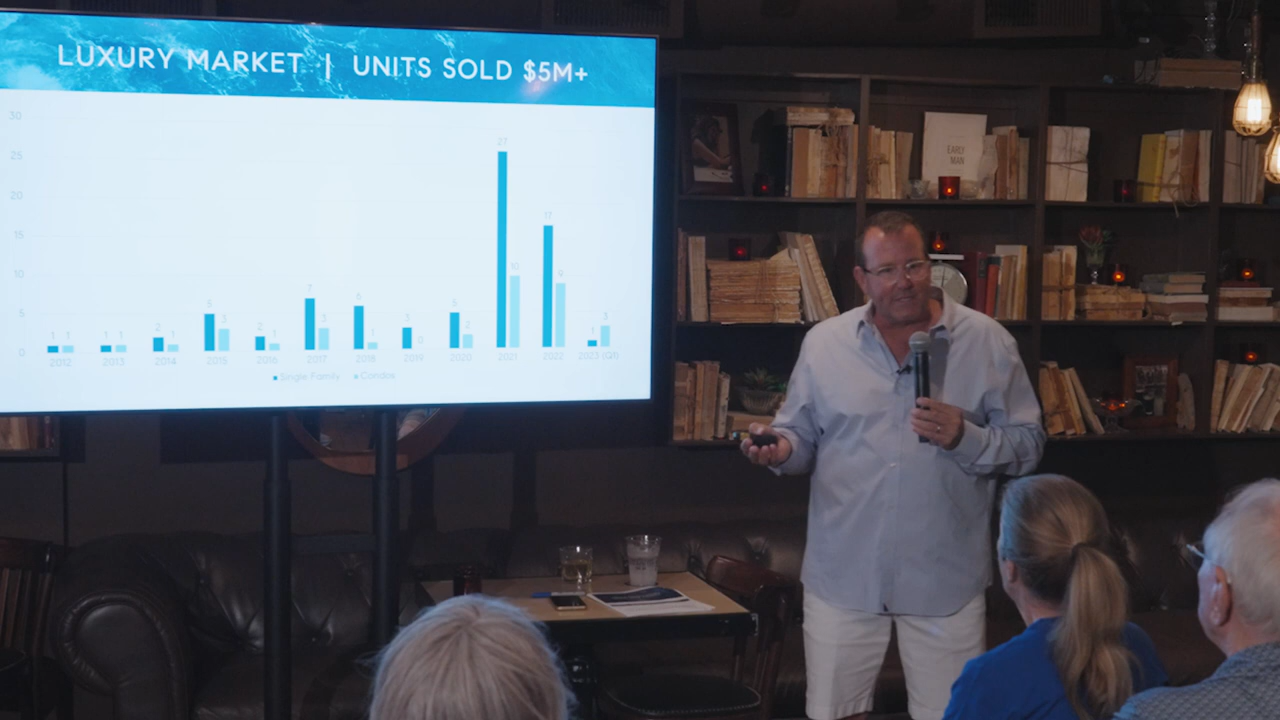 LUXURY MARKET | UNITS SOLD $5M+
30
25
20
15
10
5
0
1 1 1 1 2 1 5 3 2 1 7 3 6 1 3 0 2 27 10 17 9 1 3
2012 2013 2014 2015 2016 2017 2018 2019 2020 2021 2022 2023 (Q1)
Single Family Condos
EARLY
MAN